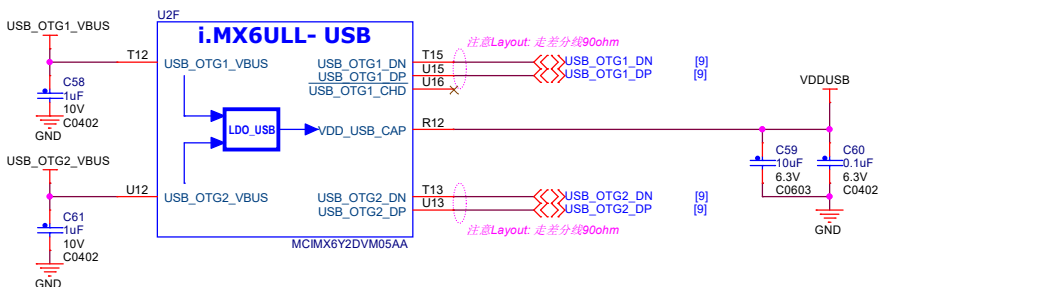 U2F
USB_OTG1_VBUS
i.MX6ULL- USB
注意Layout: 走差分线90ohm
T12
USB_OTG1_VBUS
USB_OTG1_DN
T15
USB_OTG1_DN
[9]
USB_OTG1_DP
U15
USB_OTG1_DP
[9]
USB_OTG1_CHD
U16
C58
1uF
10V
C0402
GND
VDDUSB
LDO_USB
VDD_USB_CAP
R12
C59
10uF
6.3V
C0603
C60
0.1uF
6.3V
C0402
GND
USB_OTG2_VBUS
U12
USB_OTG2_VBUS
USB_OTG2_DN
T13
USB_OTG2_DN
[9]
USB_OTG2_DP
U13
USB_OTG2_DP
[9]
注意Layout: 走差分线90ohm
C61
1uF
10V
C0402
GND
MCIMX6Y2DVM05AA